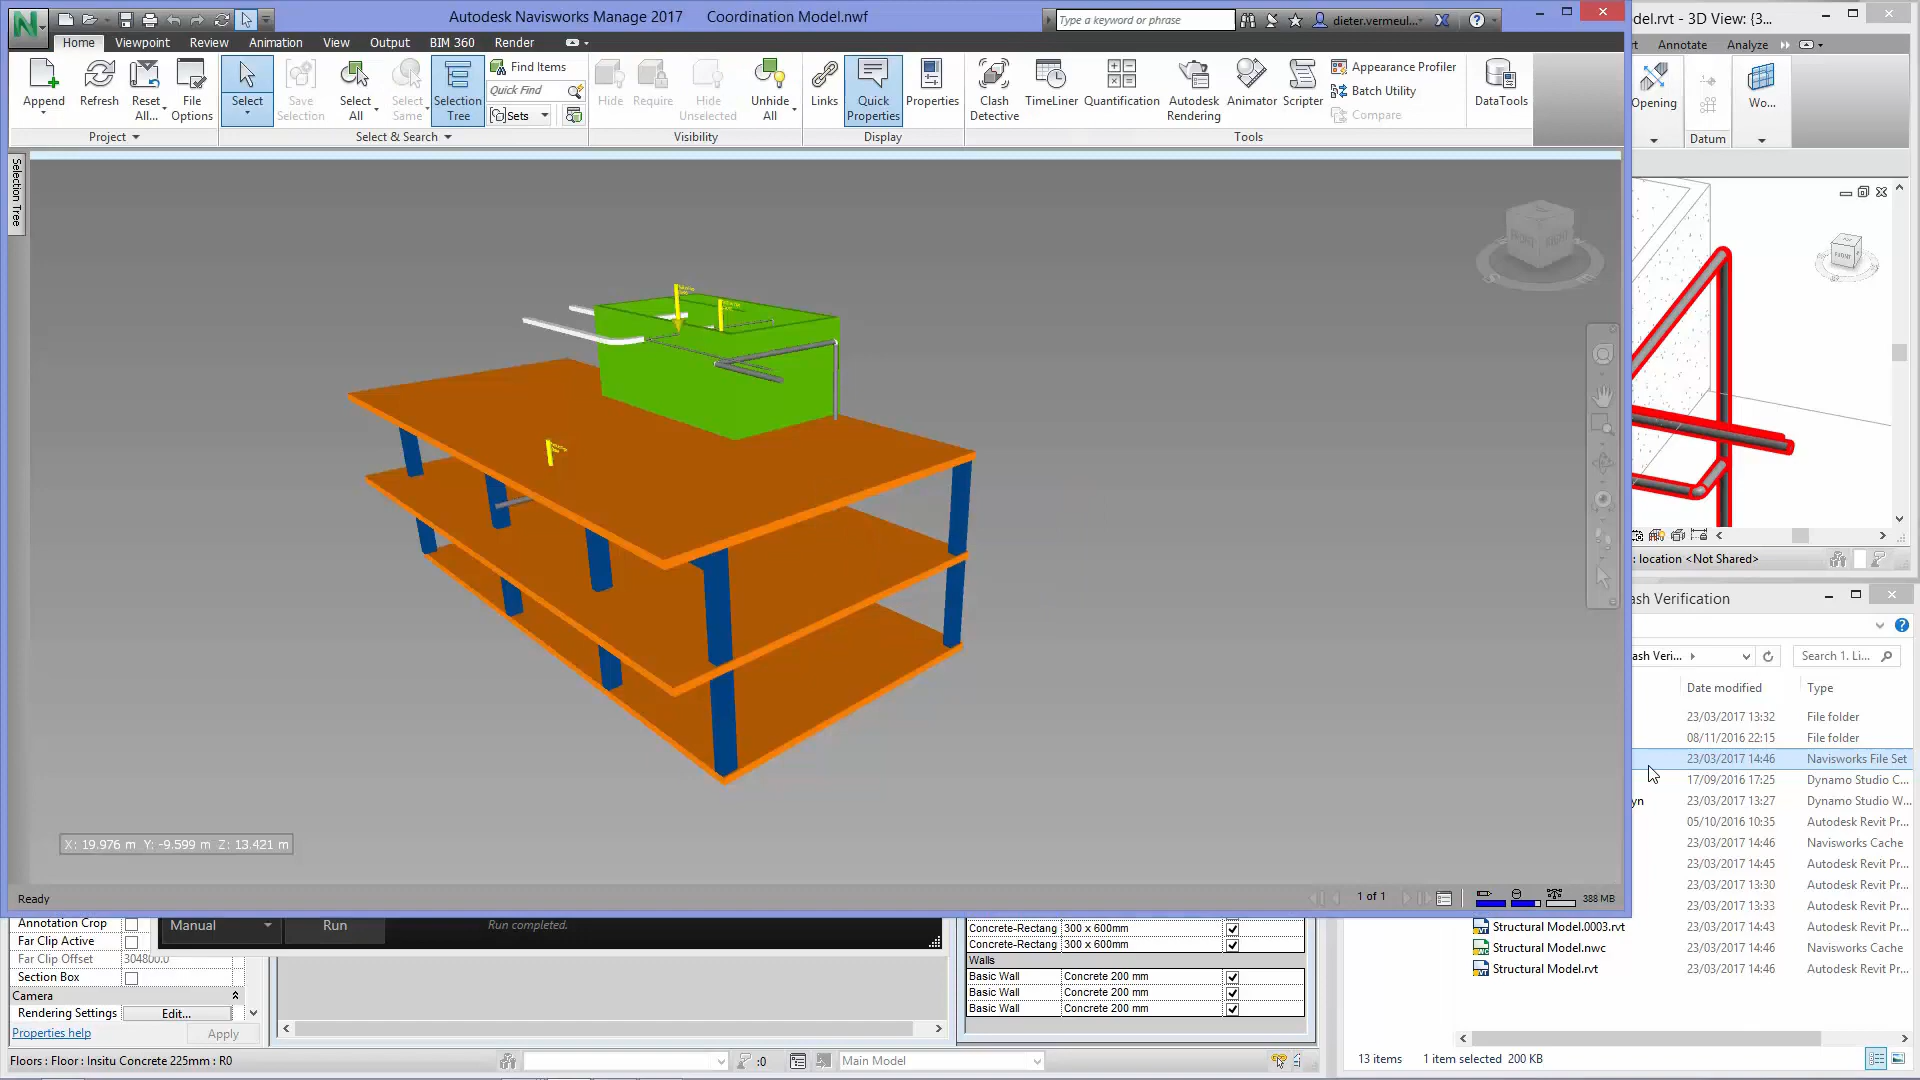 Autodesk Navisworks Manage 2017 Coordination Model.nwf
Type a keyword or phrase
dieter.vermeul...
del.rvt - 3D View: {3...
Home Viewpoint Review Animation View Output BIM 360 Render
Annotate Analyze
Append
Refresh
Reset All...
File Options
Select
Save Selection
Select All
Select Same
Selection Tree
Find Items
Quick Find
Sets
Hide
Require
Hide Unselected
Unhide All
Links
Quick Properties
Properties
Clash Detective
TimeLiner
Quantification
Autodesk Rendering
Animator
Scripter
Appearance Profiler
Batch Utility
Compare
DataTools
Opening
Wo...
Project
Select & Search
Visibility
Display
Tools
Datum
Selection Tree
X: 19.976 m Y: -9.599 m Z: 13.421 m
Ready
1 of 1
388 MB
: location <Not Shared>
ash Verification
ash Veri...
Search 1. Li...
Date modified Type
23/03/2017 13:32 File folder
08/11/2016 22:15 File folder
23/03/2017 14:46 Navisworks File Set
17/09/2016 17:25 Dynamo Studio C...
yn 23/03/2017 13:27 Dynamo Studio W...
05/10/2016 10:35 Autodesk Revit Pr...
23/03/2017 14:46 Navisworks Cache
23/03/2017 14:45 Autodesk Revit Pr...
23/03/2017 13:30 Autodesk Revit Pr...
23/03/2017 13:33 Autodesk Revit Pr...
Structural Model.0003.rvt 23/03/2017 14:43 Autodesk Revit Pr...
Structural Model.nwc 23/03/2017 14:46 Navisworks Cache
Structural Model.rvt 23/03/2017 14:46 Autodesk Revit Pr...
13 items 1 item selected 200 KB
Annotation Crop
Far Clip Active
Far Clip Offset 304800.0
Section Box
Camera
Rendering Settings Edit...
Properties help Apply
Manual Run Run completed.
Concrete-Rectang 300 x 600mm
Concrete-Rectang 300 x 600mm
Walls
Basic Wall Concrete 200 mm
Basic Wall Concrete 200 mm
Basic Wall Concrete 200 mm
Floors : Floor : Insitu Concrete 225mm : R0
:0
Main Model